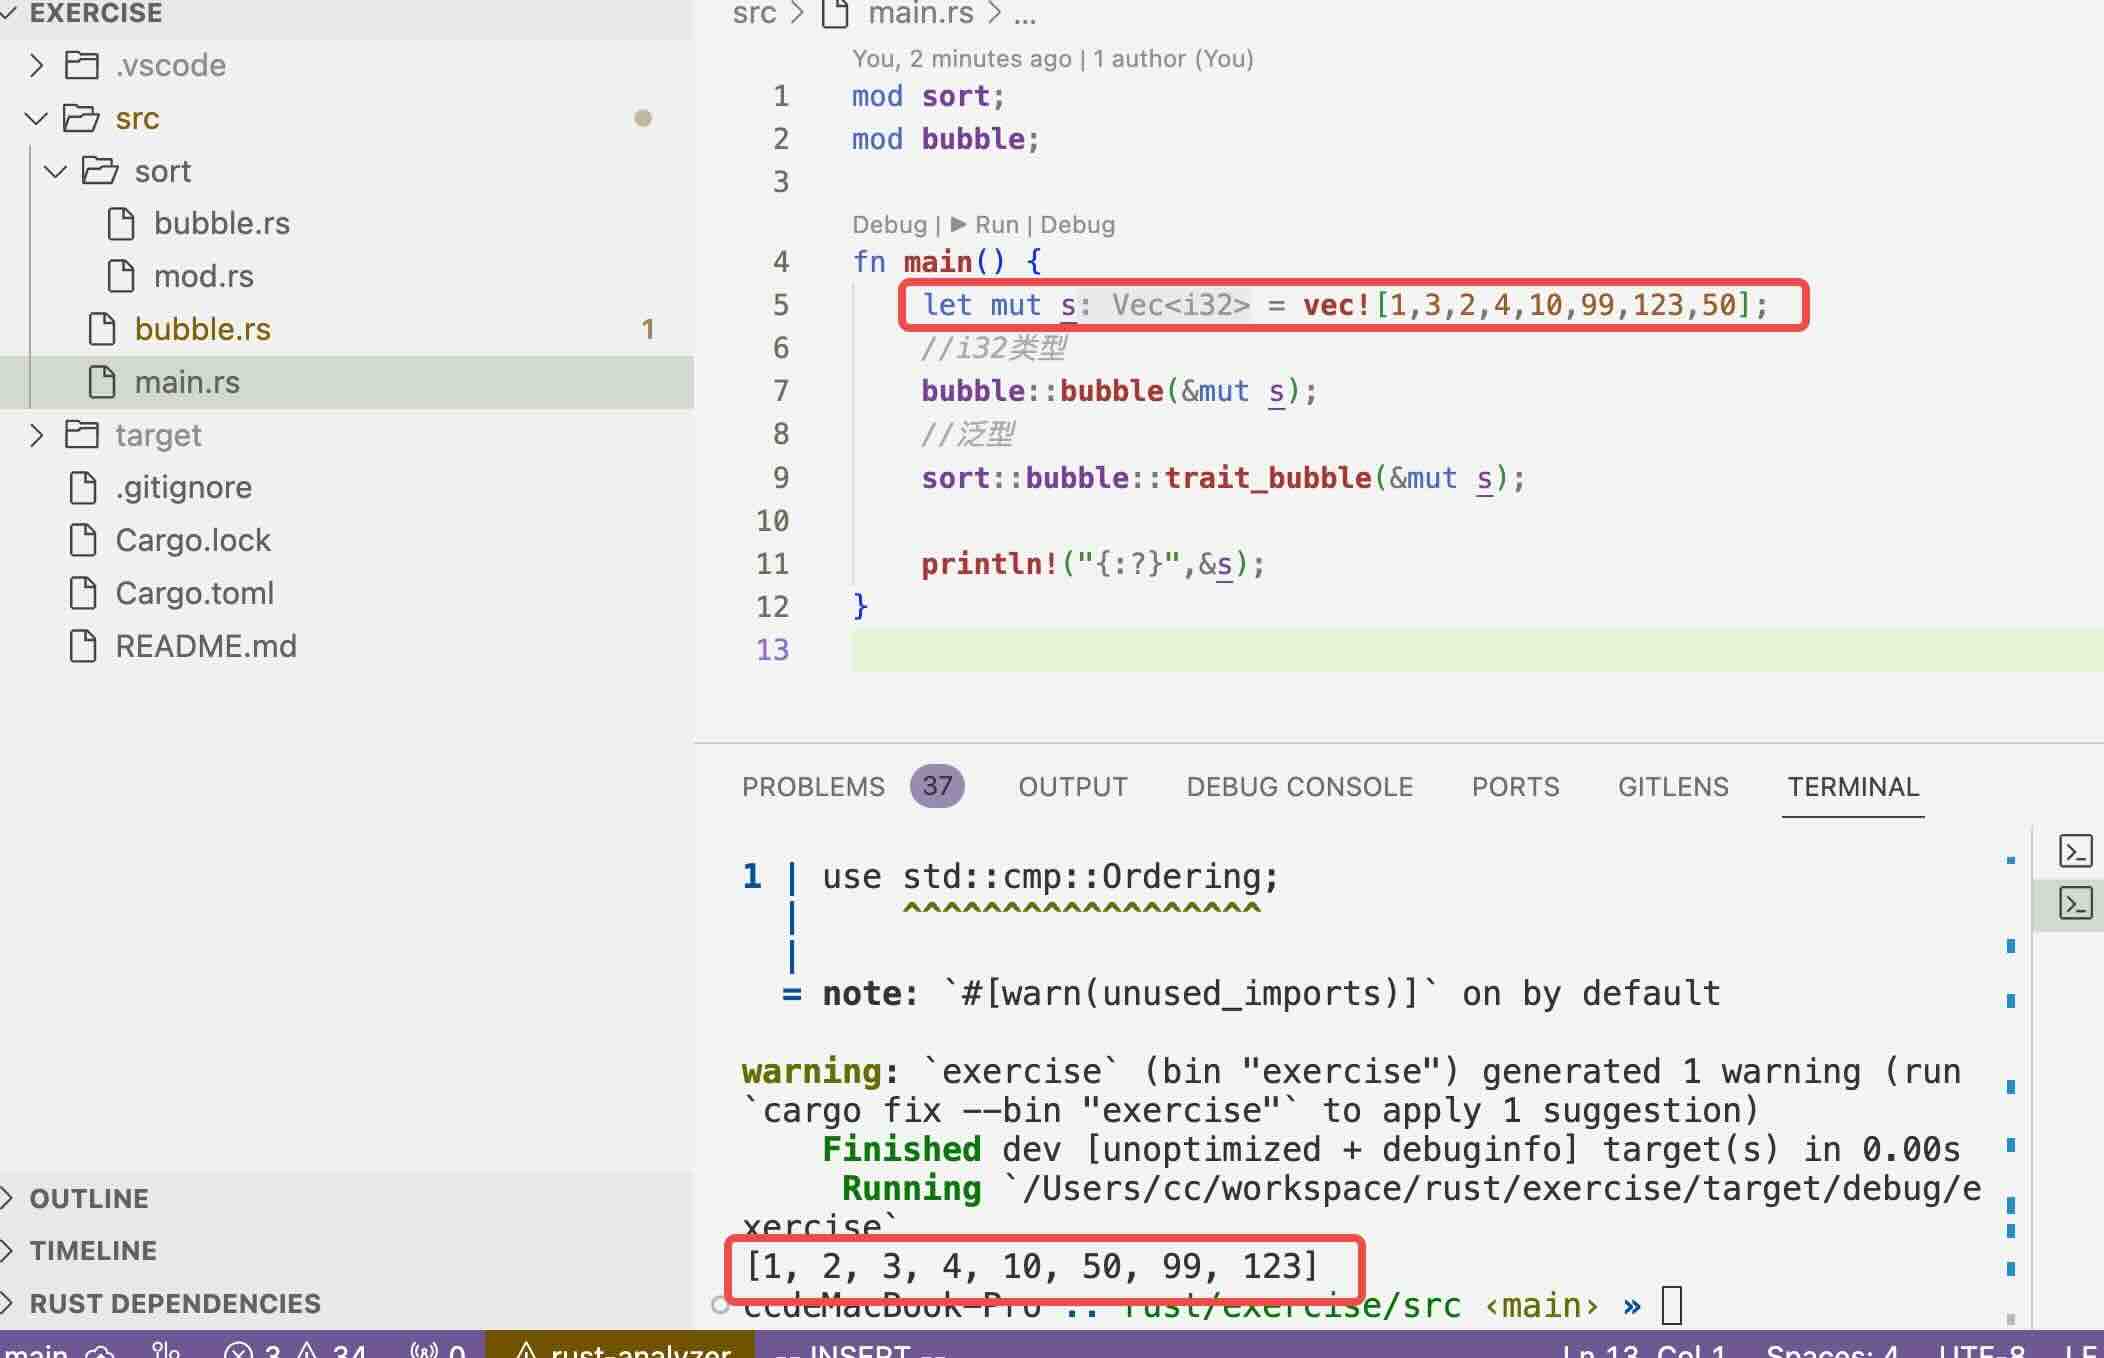 EXERCISE
.vscode
src
sort
bubble.rs
mod.rs
bubble.rs 1
main.rs
target
.gitignore
Cargo.lock
Cargo.toml
README.md
OUTLINE
TIMELINE
RUST DEPENDENCIES
src > main.rs > ...
You, 2 minutes ago | 1 author (You)
1 mod sort;
2 mod bubble;
3
Debug | ▶ Run | Debug
4 fn main() {
5 let mut s: Vec<i32> = vec![1,3,2,4,10,99,123,50];
6 //i32类型
7 bubble::bubble(&mut s);
8 //泛型
9 sort::bubble::trait_bubble(&mut s);
10
11 println!("{:?}",&s);
12 }
13
PROBLEMS 37 OUTPUT DEBUG CONSOLE PORTS GITLENS TERMINAL
1 | use std::cmp::Ordering;
| ^^^^^^^^^^^^^^^^^^
|
= note: `#[warn(unused_imports)]` on by default
warning: `exercise` (bin "exercise") generated 1 warning (run
`cargo fix --bin "exercise"` to apply 1 suggestion)
Finished dev [unoptimized + debuginfo] target(s) in 0.00s
Running `/Users/cc/workspace/rust/exercise/target/debug/e
xercise`
[1, 2, 3, 4, 10, 50, 99, 123]
ccdeMacBook-Pro .. rust/exercise/src ‹main› »
main 3 34 0 rust-analyzer -- INSERT -- Ln 13, Col 1 Spaces: 4 UTF-8 LF